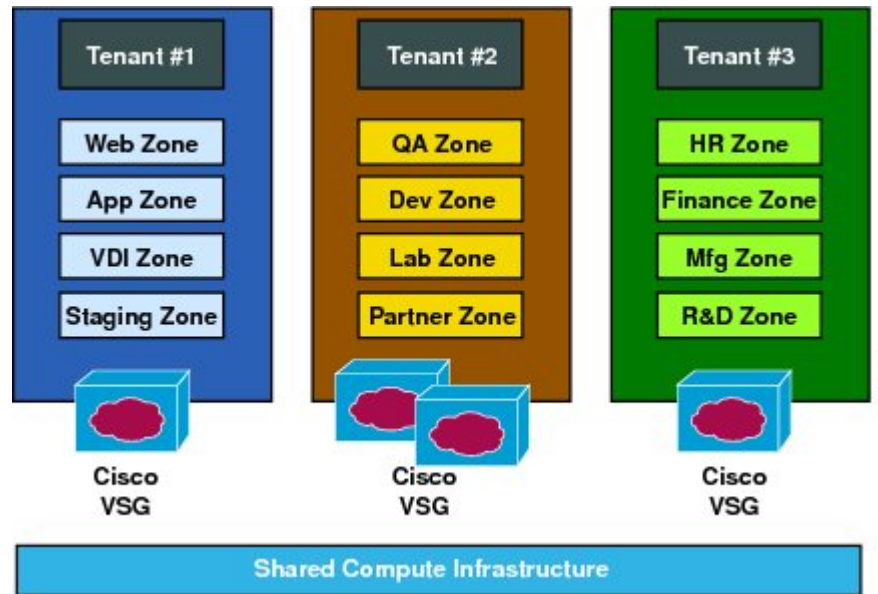 Tenant #1
Web Zone
App Zone
VDI Zone
Staging Zone
Cisco
VSG
Tenant #2
QA Zone
Dev Zone
Lab Zone
Partner Zone
Cisco
VSG
Tenant #3
HR Zone
Finance Zone
Mfg Zone
R&D Zone
Cisco
VSG
Shared Compute Infrastructure